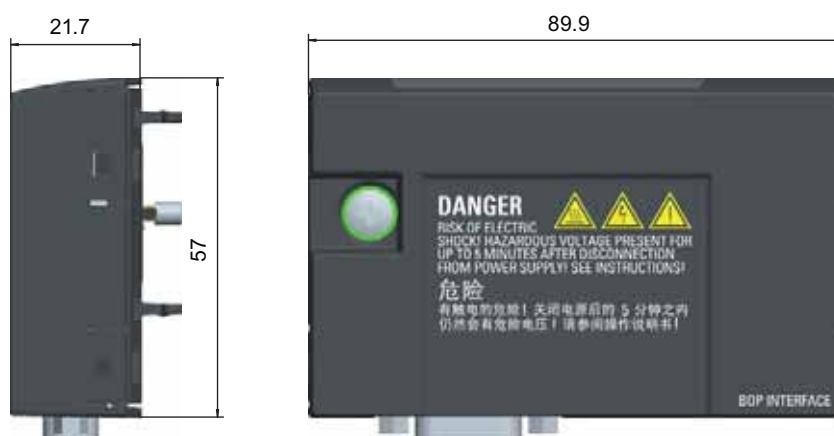 21.7
89.9
57
DANGER
RISK OF ELECTRIC
SHOCK! HAZARDOUS VOLTAGE PRESENT FOR
UP TO 5 MINUTES AFTER DISCONNECTION
FROM POWER SUPPLY! SEE INSTRUCTIONS!
危险
有触电的危险！关闭电源后的 5 分钟之内
仍然会有危险电压！请参阅操作说明书！
BOP INTERFACE